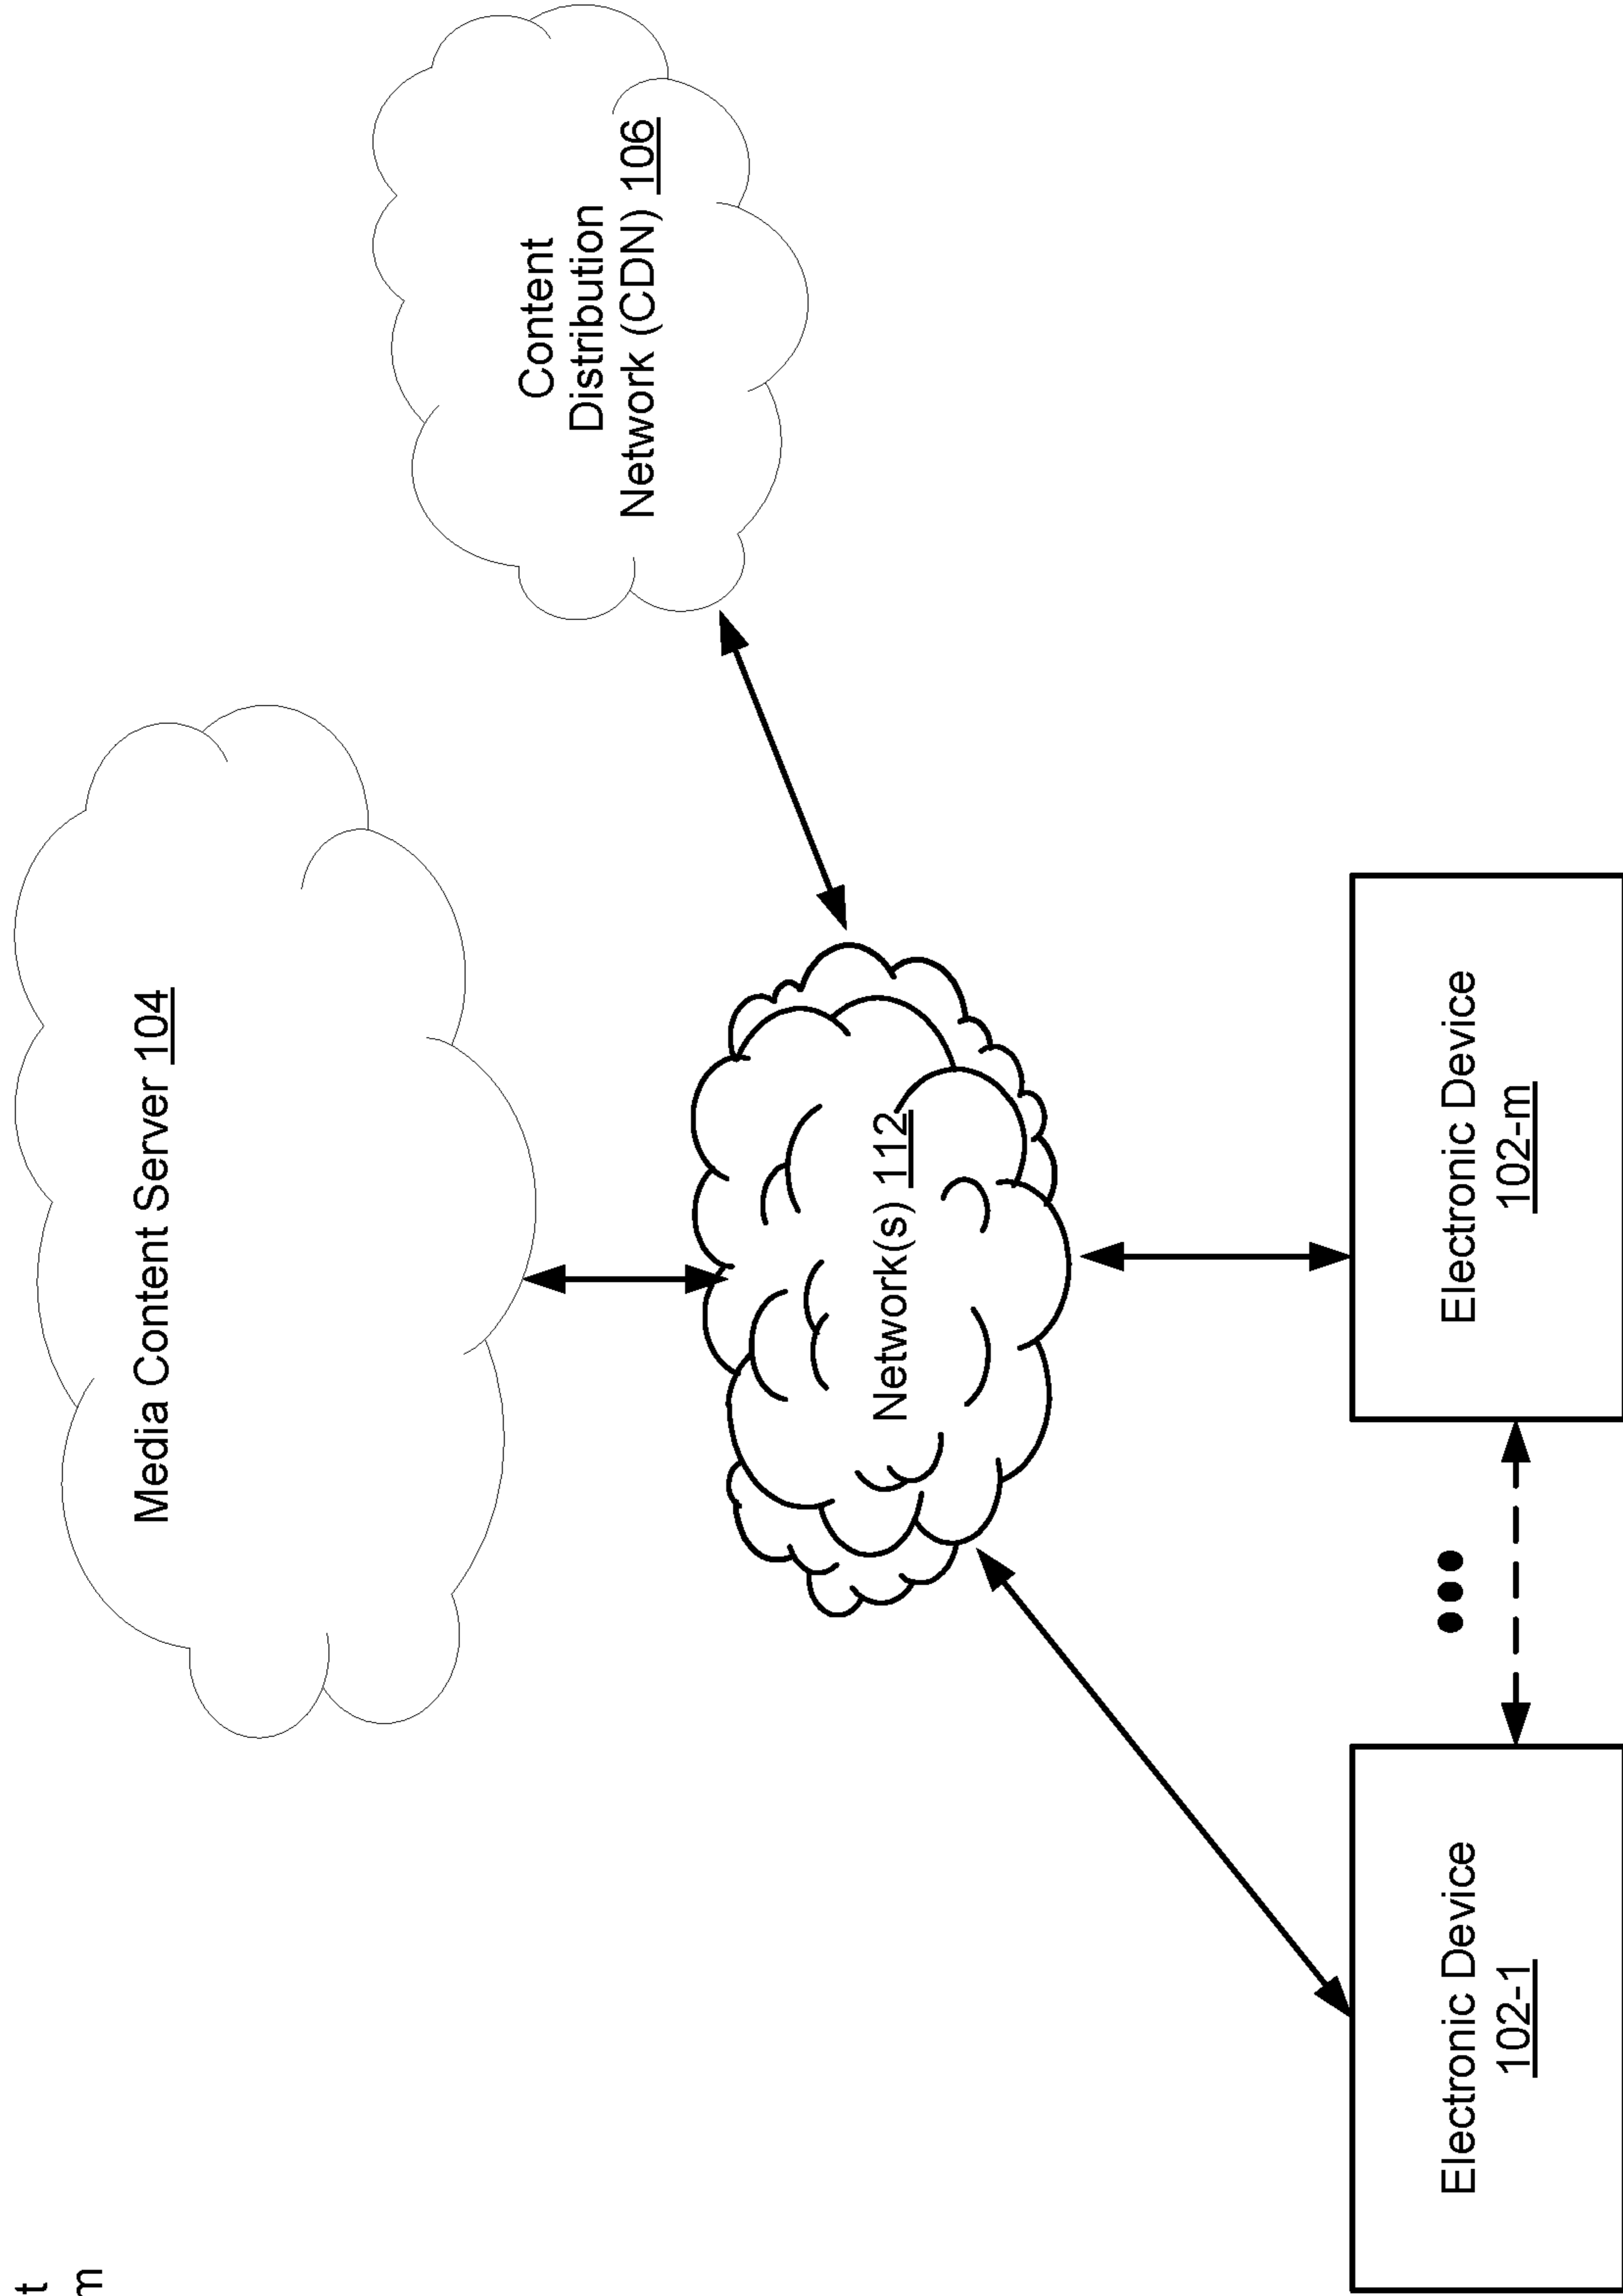 t
m
Media Content Server 104
Content
Distribution
Network (CDN) 106
Network(s) 112
Electronic Device
102-1
Electronic Device
102-m